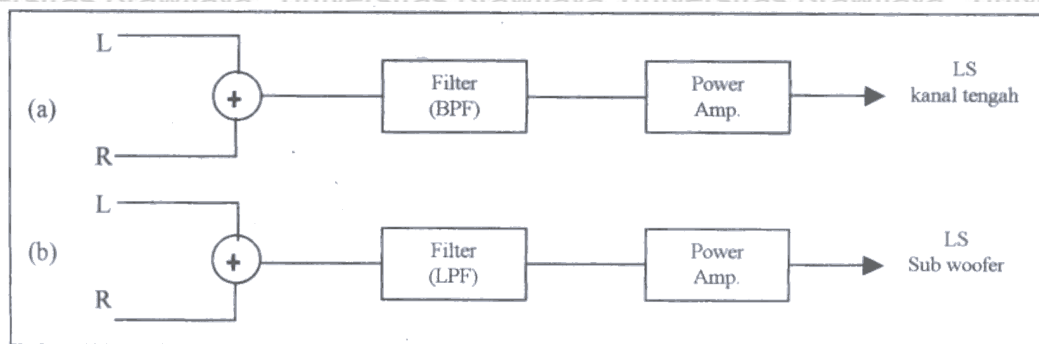 L
(a)
+
R
Filter
(BPF)
Power
Amp.
LS
kanal tengah
L
(b)
+
R
Filter
(LPF)
Power
Amp.
LS
Sub woofer